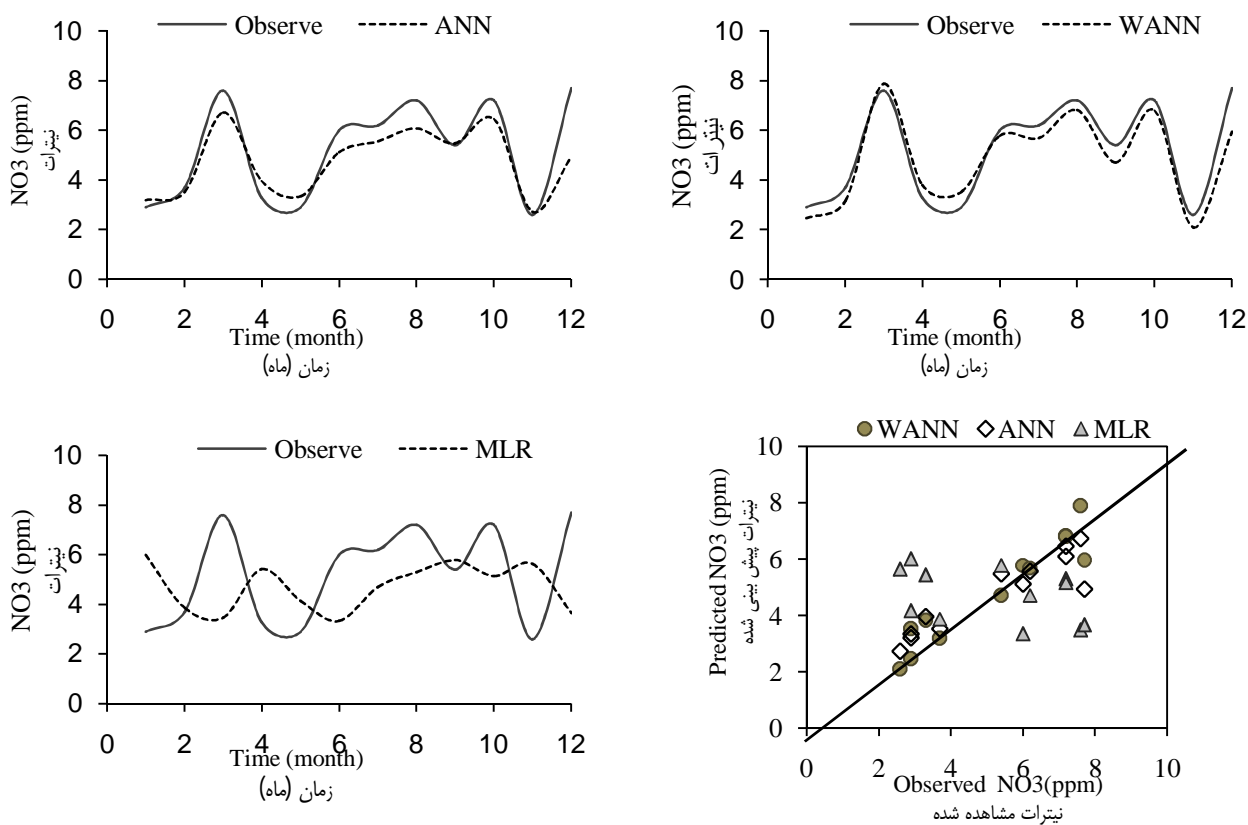 Observe ANN
10
8
6
4
2
0
NO3 (ppm)
نیترات
0 2 4 6 8 10 12
Time (month)
زمان (ماه)
Observe WANN
10
8
6
4
2
0
NO3 (ppm)
نیترات
0 2 4 6 8 10 12
Time (month)
زمان (ماه)
Observe MLR
10
8
6
4
2
0
NO3 (ppm)
نیترات
0 2 4 6 8 10 12
Time (month)
زمان (ماه)
WANN ANN MLR
10
8
6
4
2
0
Predicted NO3 (ppm)
نیترات پیش بینی شده
0 2 4 6 8 10
Observed NO3(ppm)
نیترات مشاهده شده